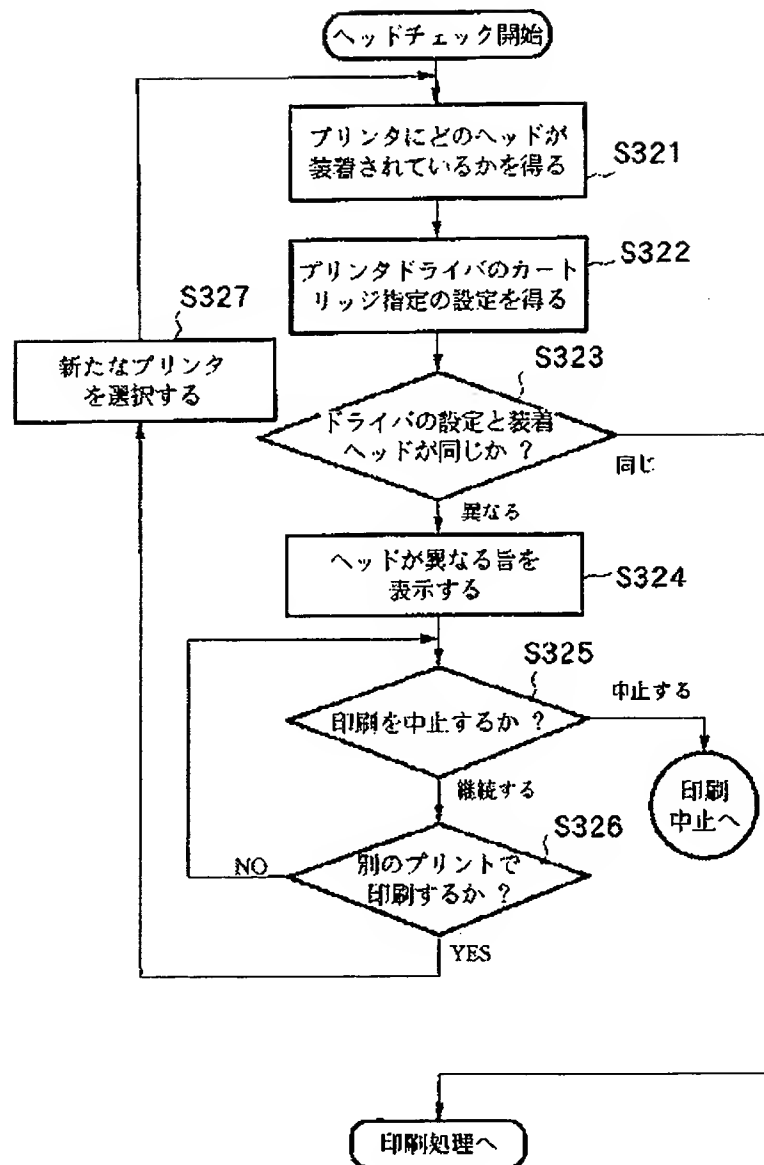 ヘッドチェック開始
プリンタにどのヘッドが
装着されているかを得る
S321
プリンタドライバのカート
リッジ指定の設定を得る
S322
S327
新たなプリンタ
を選択する
S323
ドライバの設定と装着
ヘッドが同じか ?
同じ
異なる
ヘッドが異なる旨を
表示する
S324
S325
印刷を中止するか ?
中止する
継続する
印刷
中止へ
S326
別のプリントで
印刷するか ?
NO
YES
印刷処理へ